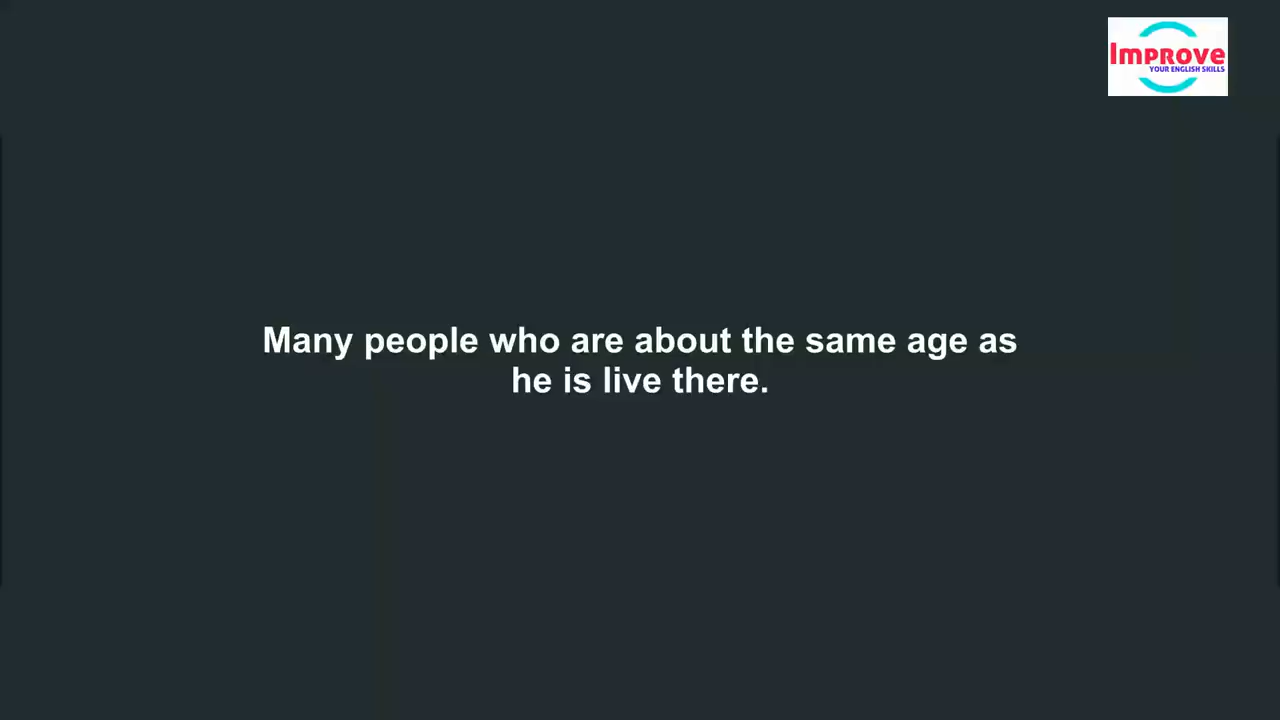 Improve
YOUR ENGLISH SKILLS
Many people who are about the same age as
he is live there.